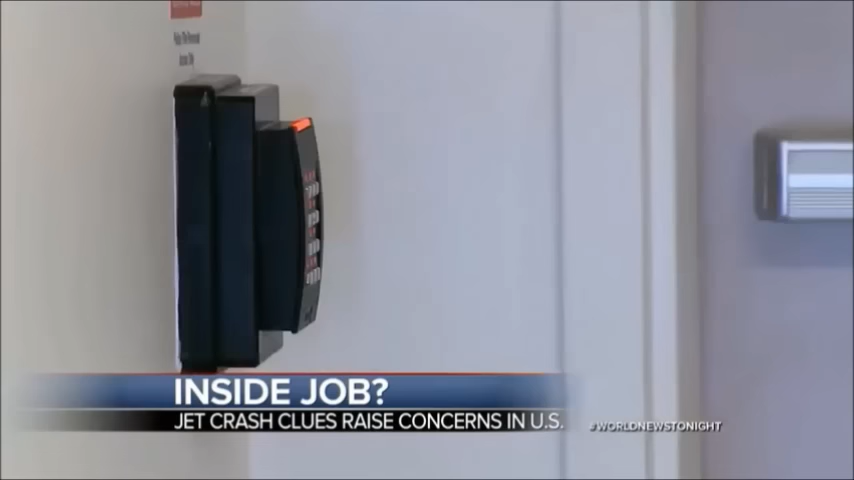 INSIDE JOB?
JET CRASH CLUES RAISE CONCERNS IN U.S.
#WORLDNEWSTONIGHT